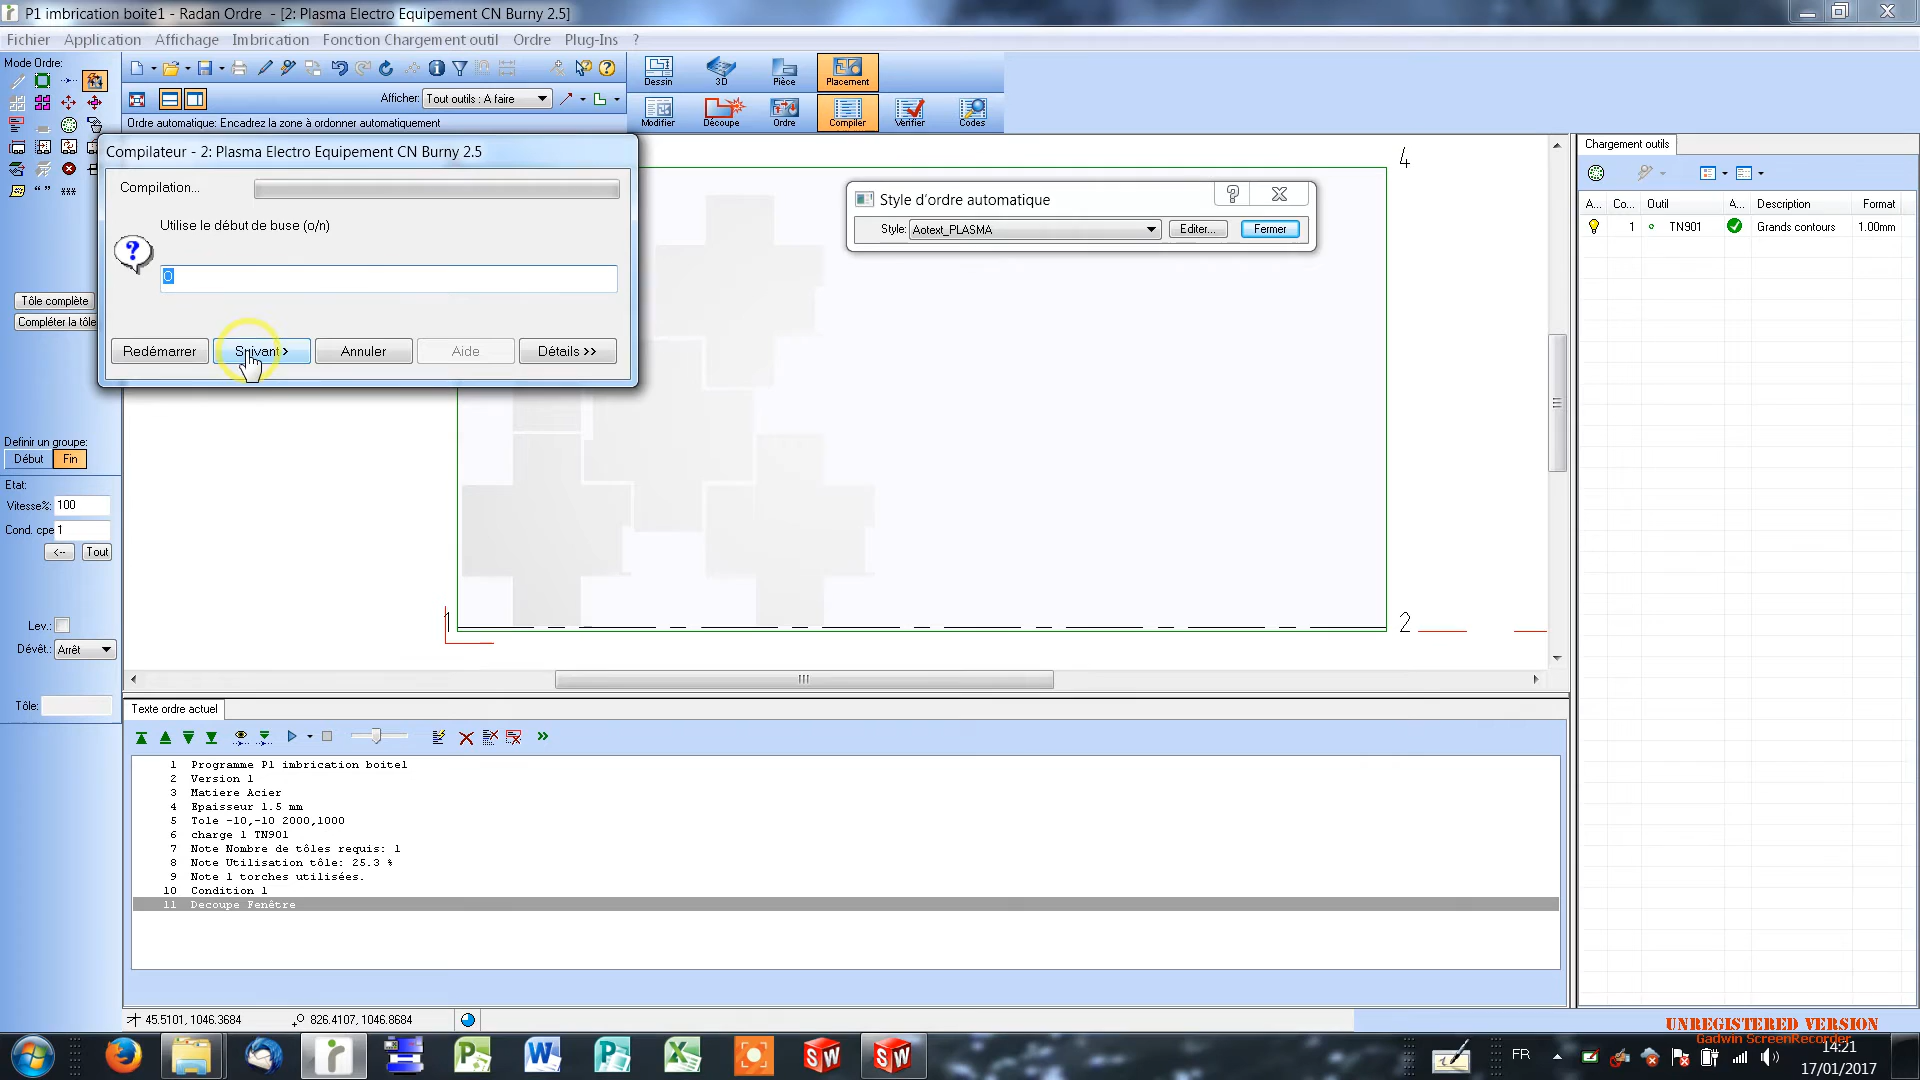 P1 imbrication boite1 - Radan Ordre - [2: Plasma Electro Equipement CN Burny 2.5]
Fichier Application Affichage Imbrication Fonction Chargement outil Ordre Plug-Ins ?
Mode Ordre:
Dessin 3D Pièce Placement
Afficher: Tout outils : A faire
Modifier Découpe Ordre Compiler Vérifier Codes
Ordre automatique: Encadrez la zone à ordonner automatiquement
Compilateur - 2: Plasma Electro Equipement CN Burny 2.5
Compilation...
Utilise le début de buse (o/n)
O
Redémarrer Suivant > Annuler Aide Détails >>
Style d'ordre automatique
Style: Aotext_PLASMA Editer... Fermer
4
1
2
Chargement outils
A... Co... Outil A... Description Format
1 TN901 Grands contours 1.00mm
Tôle complète
Compléter la tôle
Definir un groupe:
Début Fin
Etat:
Vitesse%: 100
Cond. cpe 1
<-- Tout
Lev.:
Dévêt.: Arrêt
Tôle:
Texte ordre actuel
1 Programme P1 imbrication boite1
2 Version 1
3 Matiere Acier
4 Epaisseur 1.5 mm
5 Tole -10,-10 2000,1000
6 charge 1 TN901
7 Note Nombre de tôles requis: 1
8 Note Utilisation tôle: 25.3 %
9 Note 1 torches utilisées.
10 Condition 1
11 Decoupe Fenêtre
45.5101, 1046.3684 826.4107, 1046.8684
UNREGISTERED VERSION
Gadwin ScreenRecorder
FR
14:21
17/01/2017